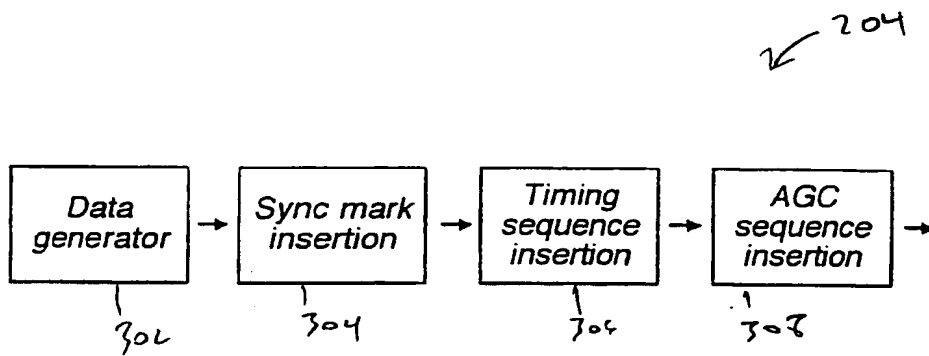 204
Data generator
Sync mark insertion
Timing sequence insertion
AGC sequence insertion
302
304
306
308